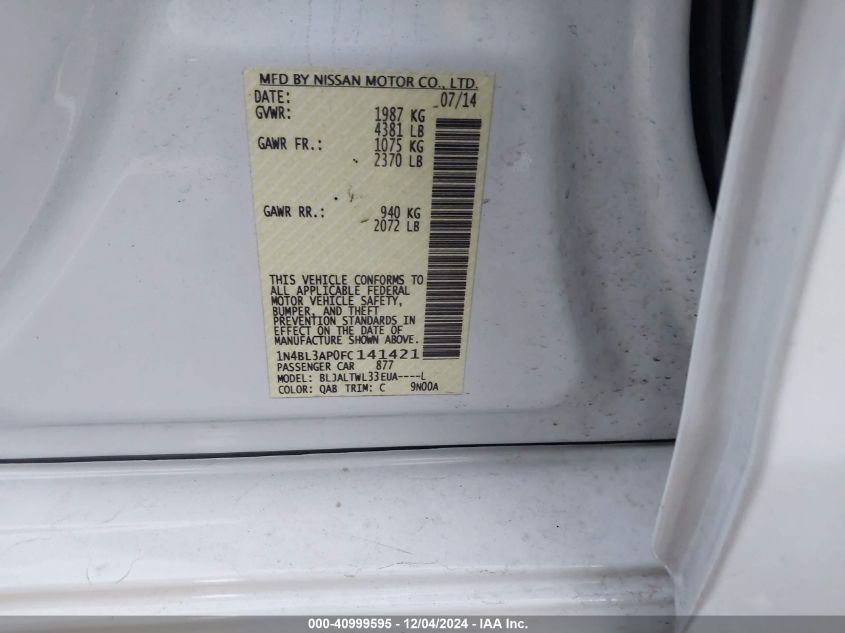 MFD BY NISSAN MOTOR CO., LTD.
DATE: 07/14
GVWR: 1987 KG
4381 LB
GAWR FR.: 1075 KG
2370 LB
GAWR RR.: 940 KG
2072 LB
THIS VEHICLE CONFORMS TO
ALL APPLICABLE FEDERAL
MOTOR VEHICLE SAFETY,
BUMPER, AND THEFT
PREVENTION STANDARDS IN
EFFECT ON THE DATE OF
MANUFACTURE SHOWN ABOVE.
1N4BL3AP0FC141421
PASSENGER CAR 877
MODEL: BLJALTWL33EUA----L
COLOR: QAB TRIM: C 9N00A
000-40999595 - 12/04/2024 - IAA Inc.